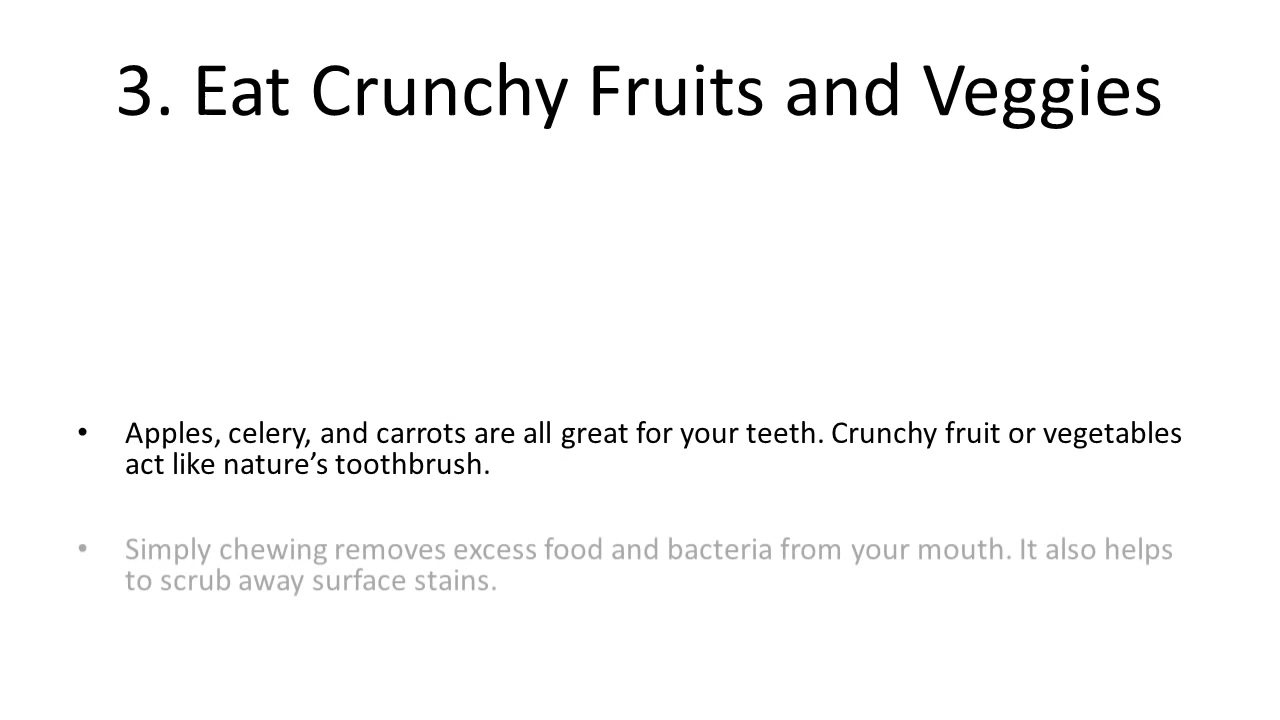 3. Eat Crunchy Fruits and Veggies
• Apples, celery, and carrots are all great for your teeth. Crunchy fruit or vegetables
act like nature’s toothbrush.
• Simply chewing removes excess food and bacteria from your mouth. It also helps
to scrub away surface stains.